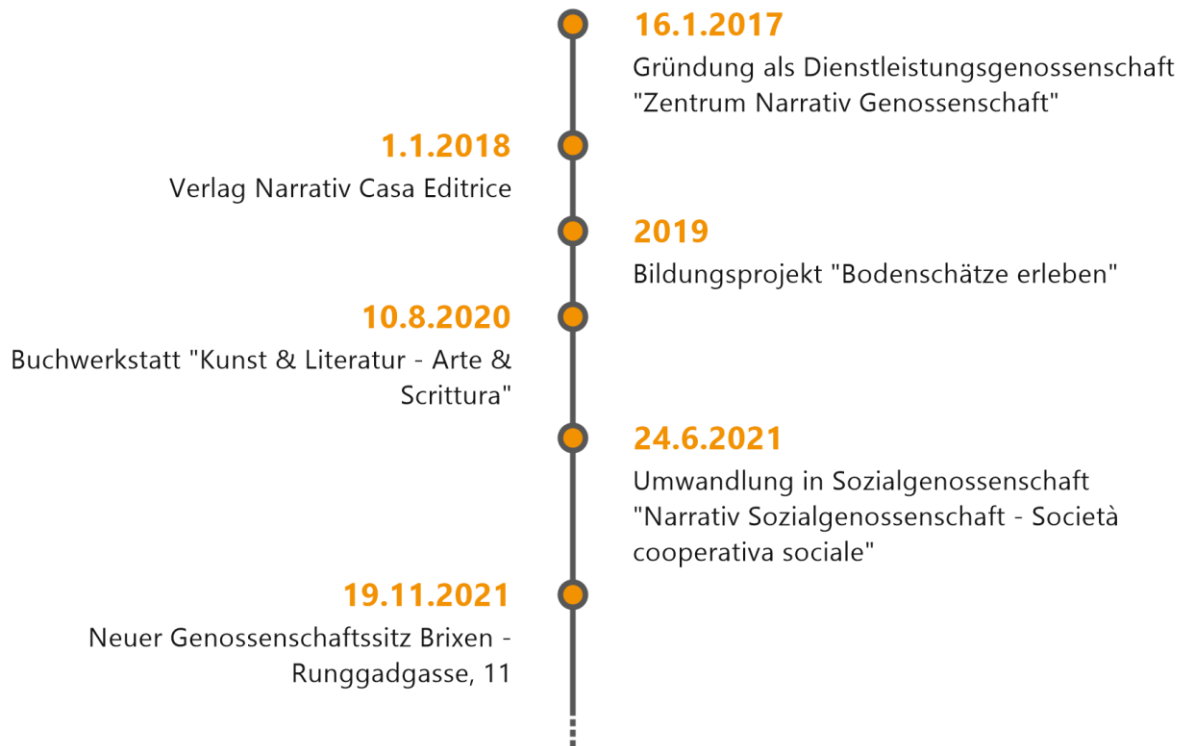 16.1.2017
Gründung als Dienstleistungsgenossenschaft
"Zentrum Narrativ Genossenschaft"
1.1.2018
Verlag Narrativ Casa Editrice
2019
Bildungsprojekt "Bodenschätze erleben"
10.8.2020
Buchwerkstatt "Kunst & Literatur - Arte &
Scrittura"
24.6.2021
Umwandlung in Sozialgenossenschaft
"Narrativ Sozialgenossenschaft - Società
cooperativa sociale"
19.11.2021
Neuer Genossenschaftssitz Brixen -
Runggadgasse, 11